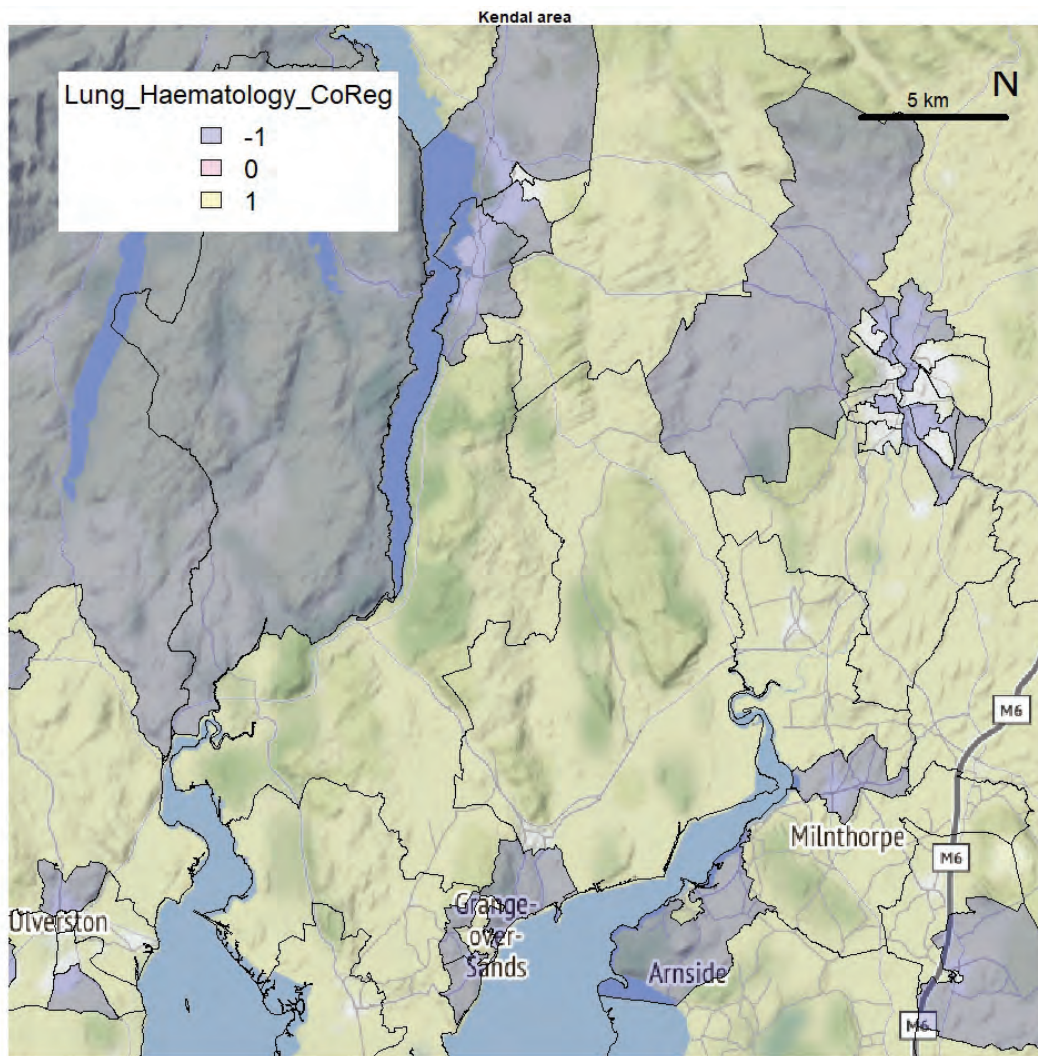 Kendal area
Lung_Haematology_CoReg
-1
0
1
5 km
N
M6
Milnthorpe
M6
Ulverston
Grange-
over-
Sands
Arnside
M6